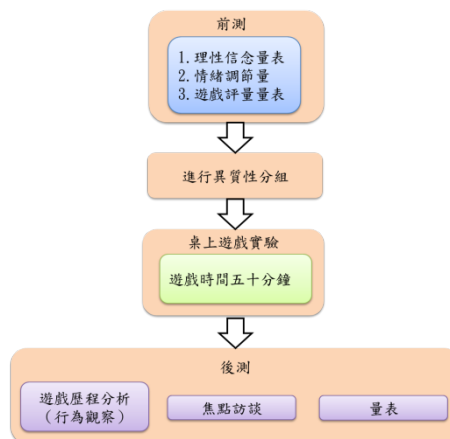 前測
1.理性信念量表
2.情緒調節量
3.遊戲評量量表
進行異質性分組
桌上遊戲實驗
遊戲時間五十分鐘
後測
遊戲歷程分析
（行為觀察）
焦點訪談
量表